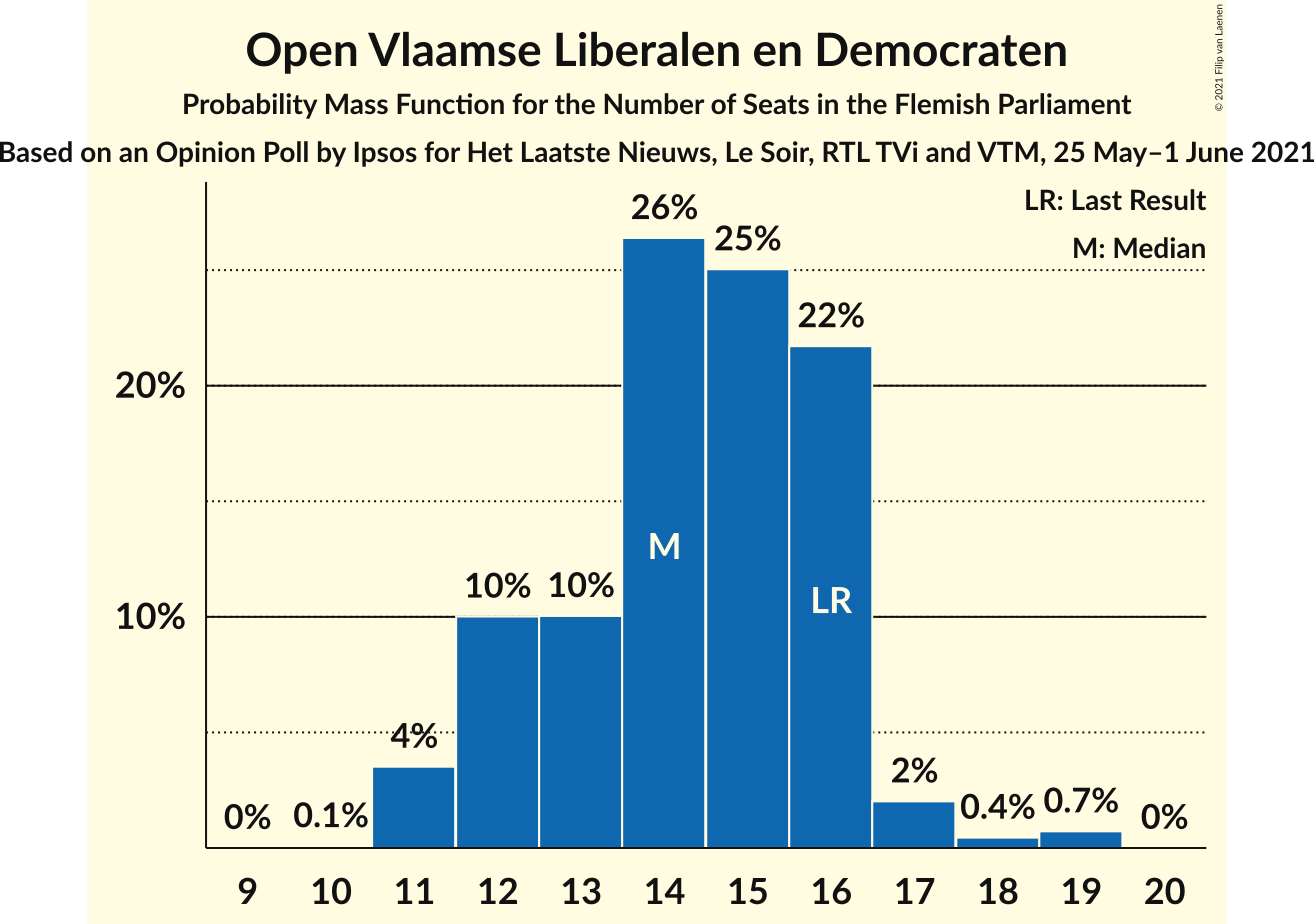 Open Vlaamse Liberalen en Democraten
Probability Mass Function for the Number of Seats in the Flemish Parliament
Based on an Opinion Poll by Ipsos for Het Laatste Nieuws, Le Soir, RTL TVi and VTM, 25 May–1 June 2021
© 2021 Filip van Laenen
LR: Last Result
M: Median
26%
25%
22%
20%
M
10% 10%
LR
10%
4%
2%
0% 0.1% 0.4% 0.7% 0%
9 10 11 12 13 14 15 16 17 18 19 20